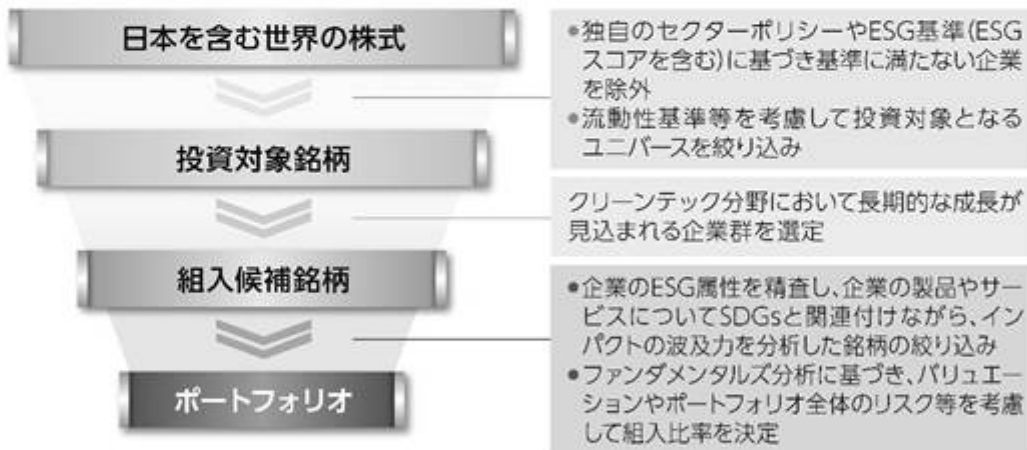 日本を含む世界の株式
●独自のセクターポリシーやESG基準(ESG
スコアを含む)に基づき基準に満たない企業
を除外
●流動性基準等を考慮して投資対象となる
ユニバースを絞り込み
投資対象銘柄
クリーンテック分野において長期的な成長が
見込まれる企業群を選定
組入候補銘柄
●企業のESG属性を精査し、企業の製品やサー
ビスについてSDGsと関連付けながら、イン
パクトの波及力を分析した銘柄の絞り込み
●ファンダメンタルズ分析に基づき、バリュエー
ションやポートフォリオ全体のリスク等を考慮
して組入比率を決定
ポートフォリオ